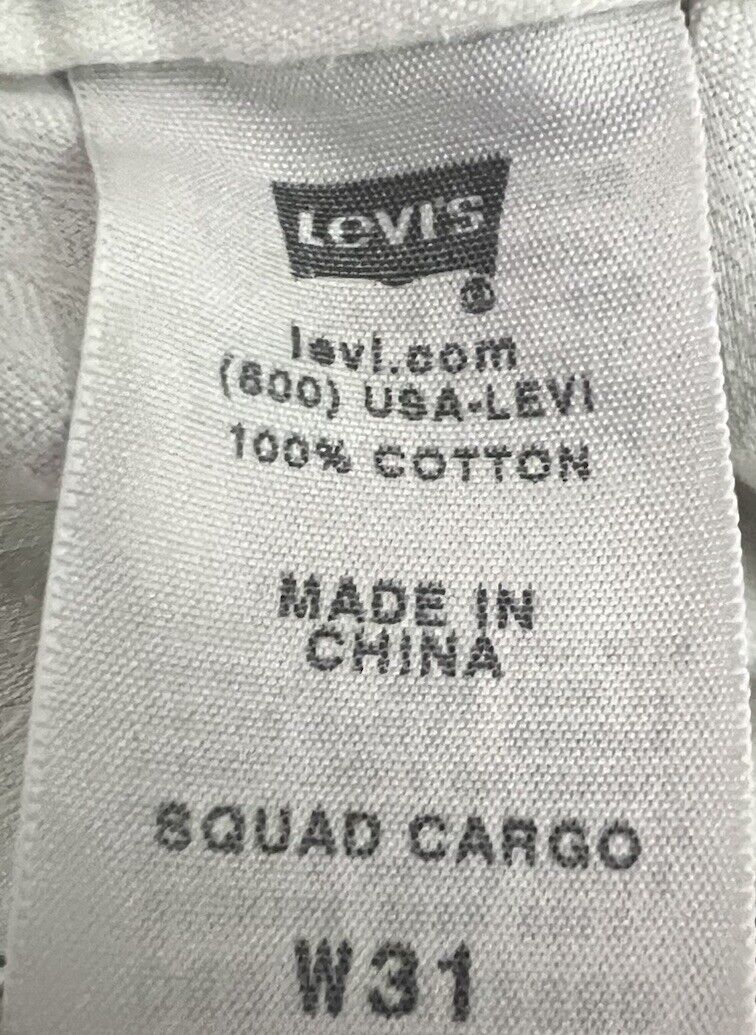 LEVI'S
®
levi.com
(800) USA-LEVI
100% COTTON
MADE IN
CHINA
SQUAD CARGO
W31